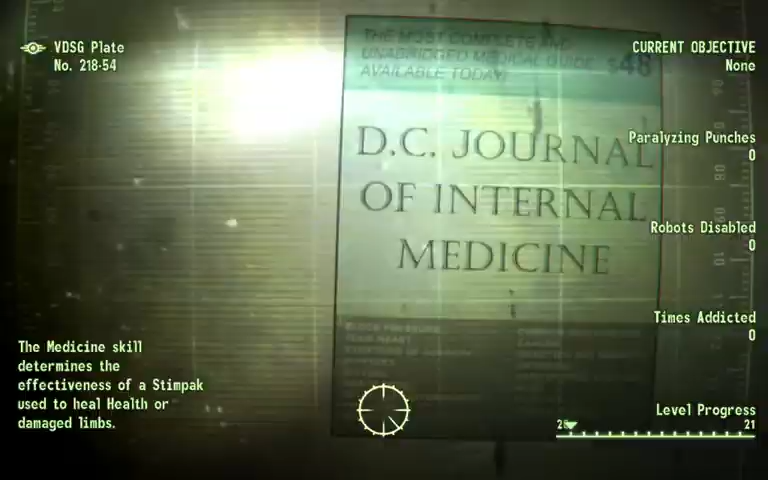 VDSG Plate
No. 218-54
THE MOST COMPLETE AND
UNABRIDGED MEDICAL GUIDE
AVAILABLE TODAY!
$48
D.C. JOURNAL
OF INTERNAL
MEDICINE
CURRENT OBJECTIVE
None
Paralyzing Punches
0
Robots Disabled
0
Times Addicted
0
Level Progress
21
The Medicine skill
determines the
effectiveness of a Stimpak
used to heal Health or
damaged limbs.
BLOOD PRESSURE